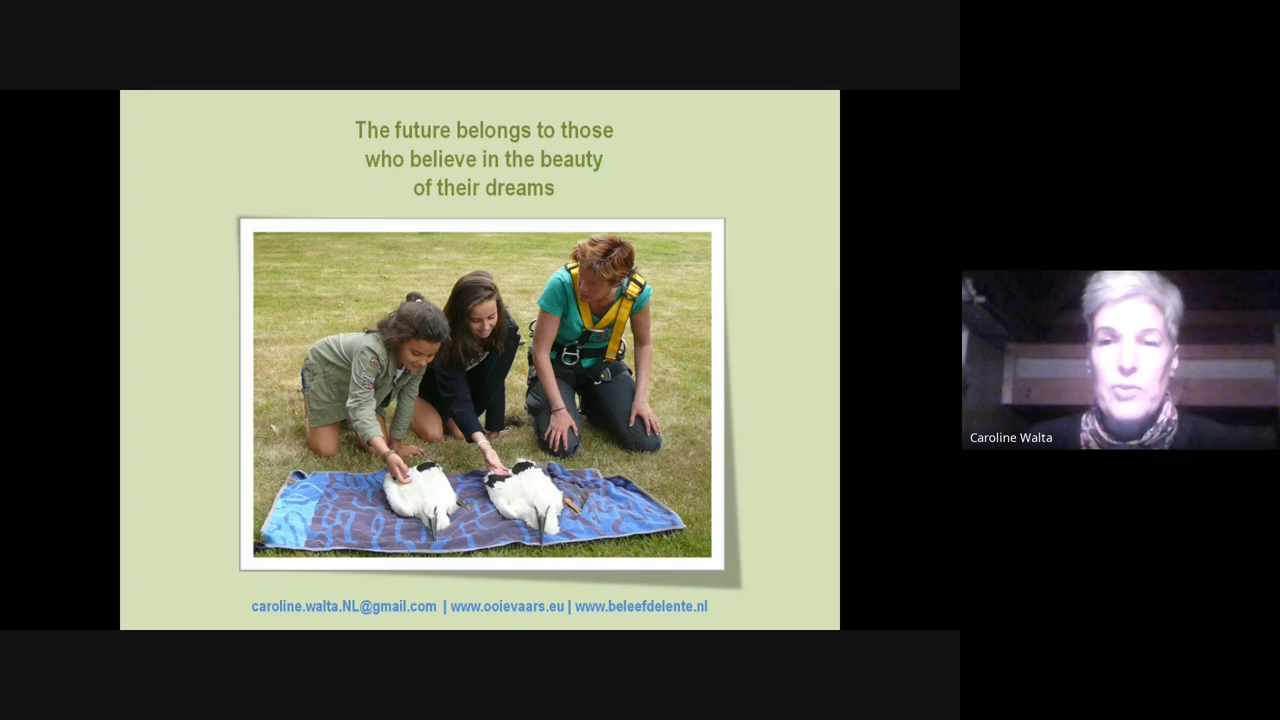 The future belongs to those
who believe in the beauty
of their dreams
caroline.walta.NL@gmail.com | www.ooievaars.eu | www.beleefdelente.nl
Caroline Walta